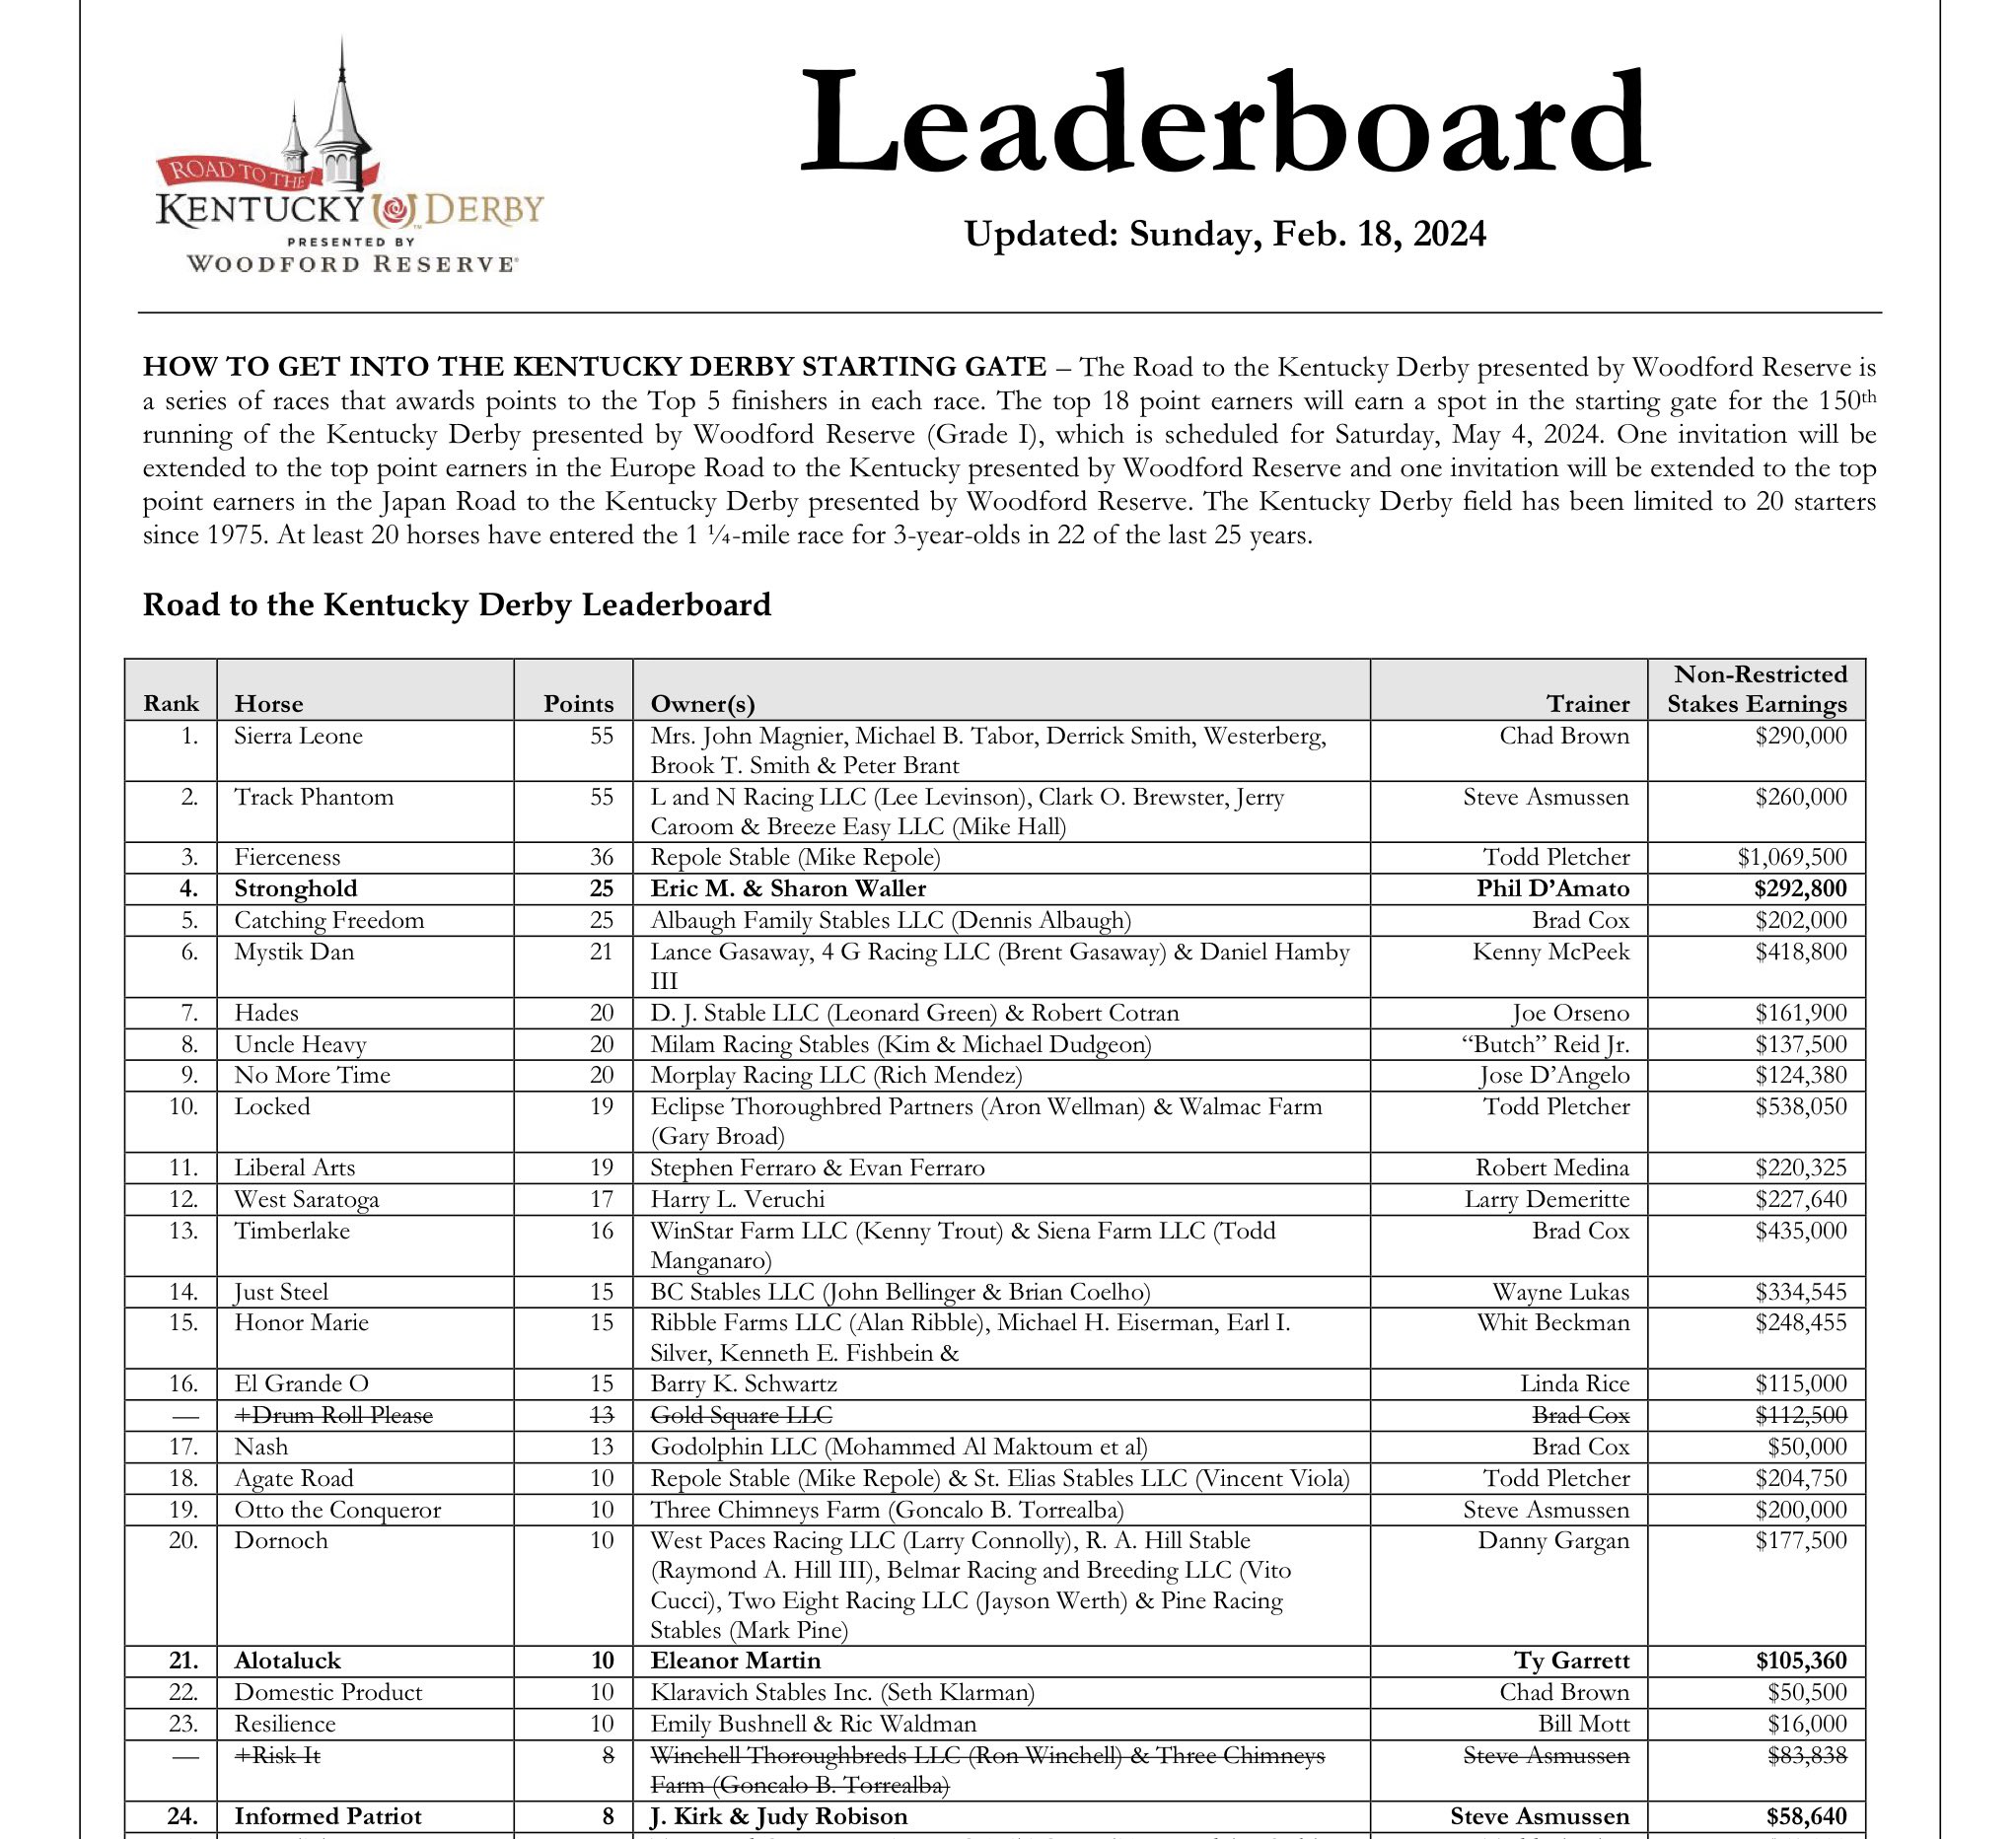 ROAD TO THE
KENTUCKY DERBY
PRESENTED BY
WOODFORD RESERVE
Leaderboard
Updated: Sunday, Feb. 18, 2024
HOW TO GET INTO THE KENTUCKY DERBY STARTING GATE – The Road to the Kentucky Derby presented by Woodford Reserve is
a series of races that awards points to the Top 5 finishers in each race. The top 18 point earners will earn a spot in the starting gate for the 150th
running of the Kentucky Derby presented by Woodford Reserve (Grade I), which is scheduled for Saturday, May 4, 2024. One invitation will be
extended to the top point earners in the Europe Road to the Kentucky presented by Woodford Reserve and one invitation will be extended to the top
point earners in the Japan Road to the Kentucky Derby presented by Woodford Reserve. The Kentucky Derby field has been limited to 20 starters
since 1975. At least 20 horses have entered the 1 ¼-mile race for 3-year-olds in 22 of the last 25 years.
Road to the Kentucky Derby Leaderboard
Non-Restricted
Rank Horse Points Owner(s) Trainer Stakes Earnings
1. Sierra Leone 55 Mrs. John Magnier, Michael B. Tabor, Derrick Smith, Westerberg, Chad Brown $290,000
Brook T. Smith & Peter Brant
2. Track Phantom 55 L and N Racing LLC (Lee Levinson), Clark O. Brewster, Jerry Steve Asmussen $260,000
Caroom & Breeze Easy LLC (Mike Hall)
3. Fierceness 36 Repole Stable (Mike Repole) Todd Pletcher $1,069,500
4. Stronghold 25 Eric M. & Sharon Waller Phil D’Amato $292,800
5. Catching Freedom 25 Albaugh Family Stables LLC (Dennis Albaugh) Brad Cox $202,000
6. Mystik Dan 21 Lance Gasaway, 4 G Racing LLC (Brent Gasaway) & Daniel Hamby Kenny McPeek $418,800
III
7. Hades 20 D. J. Stable LLC (Leonard Green) & Robert Cotran Joe Orseno $161,900
8. Uncle Heavy 20 Milam Racing Stables (Kim & Michael Dudgeon) “Butch” Reid Jr. $137,500
9. No More Time 20 Morplay Racing LLC (Rich Mendez) Jose D’Angelo $124,380
10. Locked 19 Eclipse Thoroughbred Partners (Aron Wellman) & Walmac Farm Todd Pletcher $538,050
(Gary Broad)
11. Liberal Arts 19 Stephen Ferraro & Evan Ferraro Robert Medina $220,325
12. West Saratoga 17 Harry L. Veruchi Larry Demeritte $227,640
13. Timberlake 16 WinStar Farm LLC (Kenny Trout) & Siena Farm LLC (Todd Brad Cox $435,000
Manganaro)
14. Just Steel 15 BC Stables LLC (John Bellinger & Brian Coelho) Wayne Lukas $334,545
15. Honor Marie 15 Ribble Farms LLC (Alan Ribble), Michael H. Eiserman, Earl I. Whit Beckman $248,455
Silver, Kenneth E. Fishbein &
16. El Grande O 15 Barry K. Schwartz Linda Rice $115,000
— +Drum Roll Please 13 Gold Square LLC Brad Cox $112,500
17. Nash 13 Godolphin LLC (Mohammed Al Maktoum et al) Brad Cox $50,000
18. Agate Road 10 Repole Stable (Mike Repole) & St. Elias Stables LLC (Vincent Viola) Todd Pletcher $204,750
19. Otto the Conqueror 10 Three Chimneys Farm (Goncalo B. Torrealba) Steve Asmussen $200,000
20. Dornoch 10 West Paces Racing LLC (Larry Connolly), R. A. Hill Stable Danny Gargan $177,500
(Raymond A. Hill III), Belmar Racing and Breeding LLC (Vito
Cucci), Two Eight Racing LLC (Jayson Werth) & Pine Racing
Stables (Mark Pine)
21. Alotaluck 10 Eleanor Martin Ty Garrett $105,360
22. Domestic Product 10 Klaravich Stables Inc. (Seth Klarman) Chad Brown $50,500
23. Resilience 10 Emily Bushnell & Ric Waldman Bill Mott $16,000
— +Risk It 8 Winchell Thoroughbreds LLC (Ron Winchell) & Three Chimneys Steve Asmussen $83,838
Farm (Goncalo B. Torrealba)
24. Informed Patriot 8 J. Kirk & Judy Robison Steve Asmussen $58,640